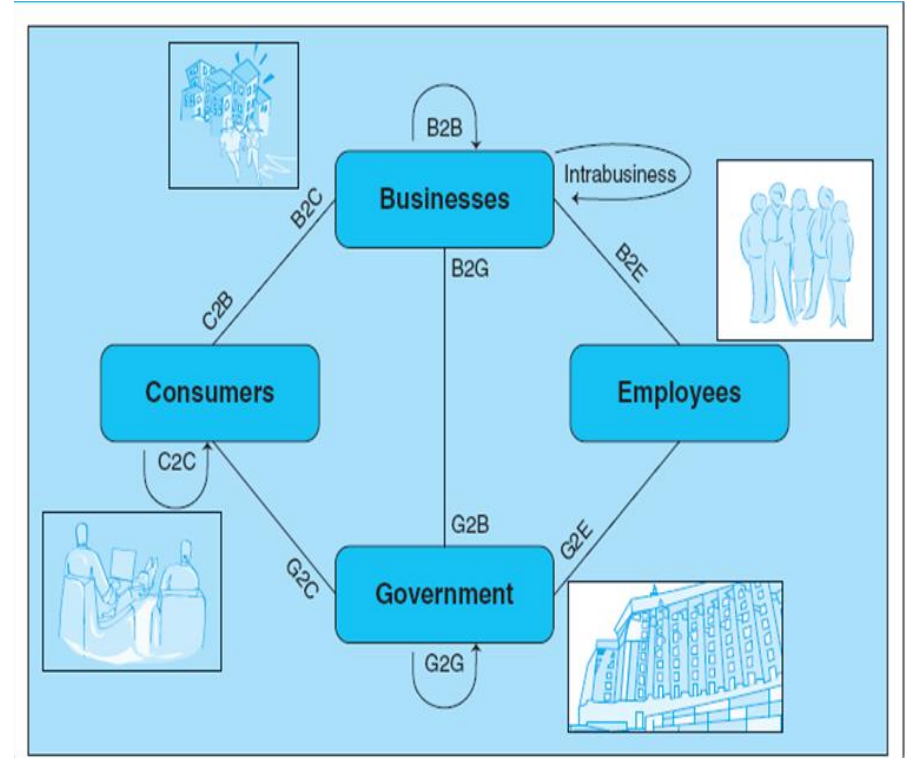 B2B
Businesses
Intrabusiness
B2C
B2G
B2E
C2B
Consumers
Employees
C2C
G2B
G2C
G2E
Government
G2G